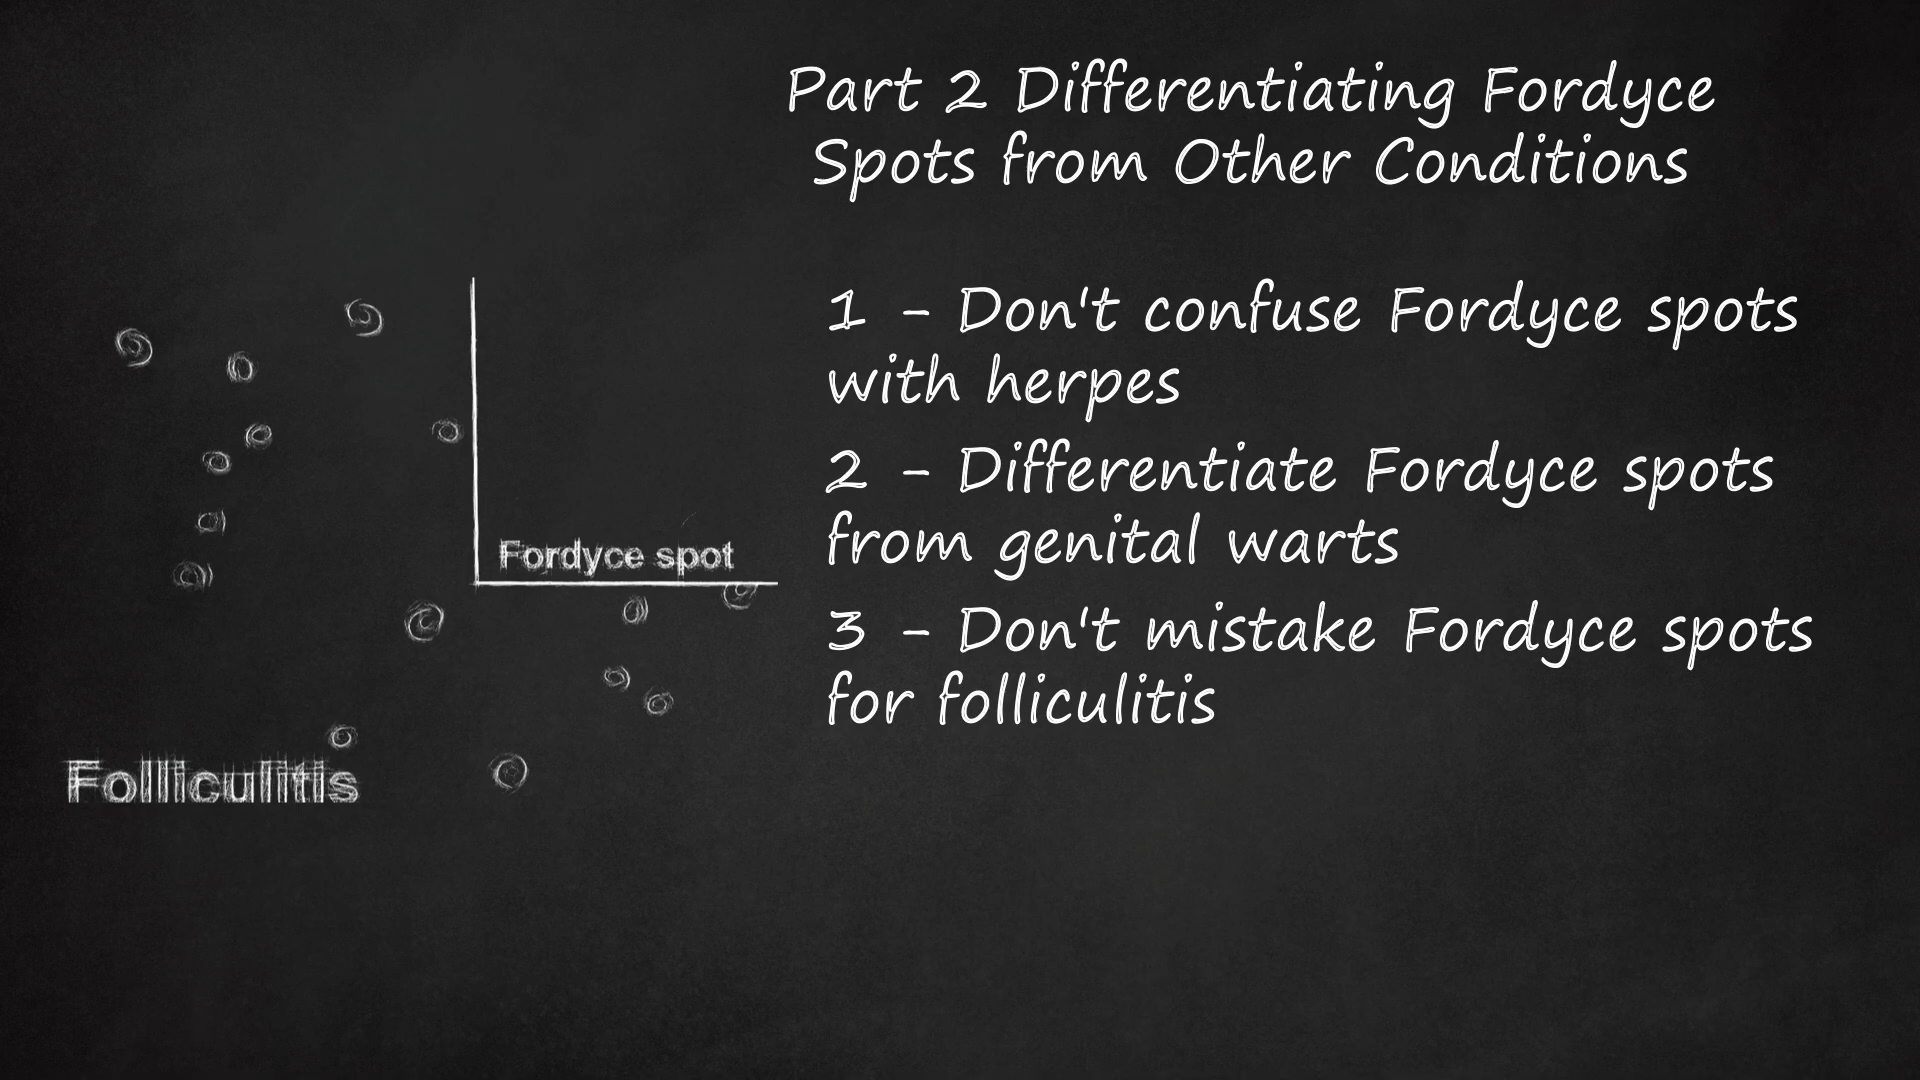 Part 2 Differentiating Fordyce
Spots from Other Conditions
1 - Don't confuse Fordyce spots
with herpes
2 - Differentiate Fordyce spots
from genital warts
3 - Don't mistake Fordyce spots
for folliculitis
Fordyce spot
Folliculitis